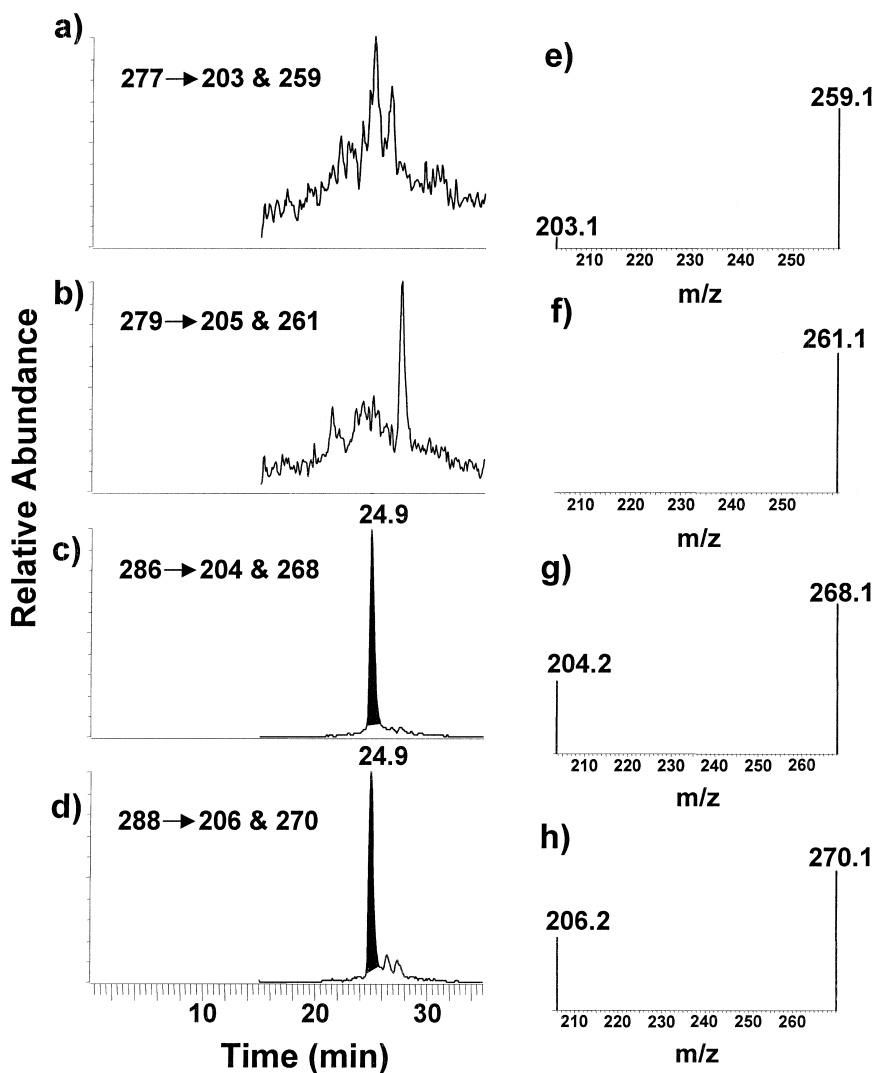 a)
277→203 & 259
b)
279→205 & 261
24.9
c)
286→204 & 268
24.9
d)
288→206 & 270
10 20 30
Time (min)
Relative Abundance
e)
259.1
203.1
210 220 230 240 250
m/z
f)
261.1
210 220 230 240 250
m/z
g)
268.1
204.2
210 220 230 240 250 260
m/z
h)
270.1
206.2
210 220 230 240 250 260
m/z